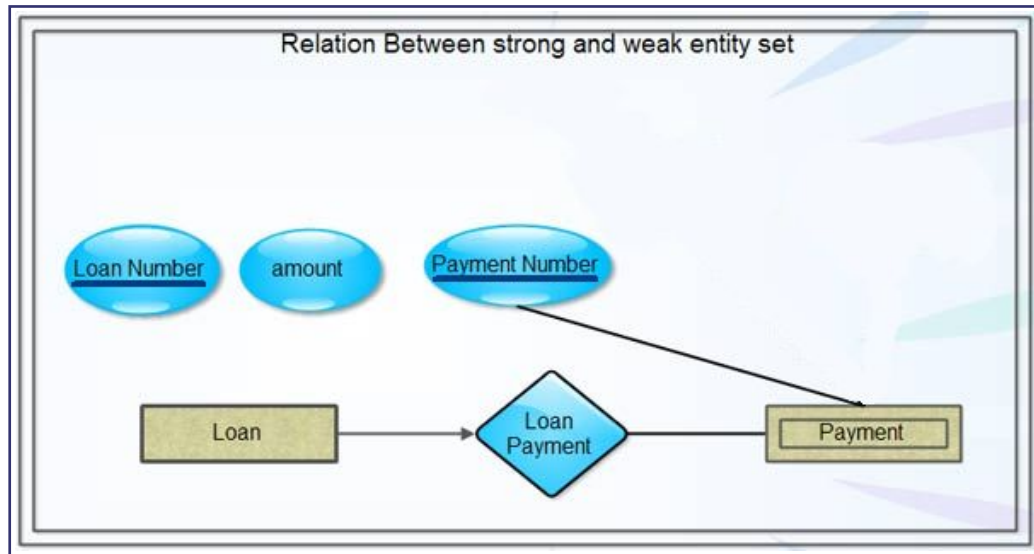 Relation Between strong and weak entity set
Loan Number
amount
Payment Number
Loan
Loan
Payment
Payment